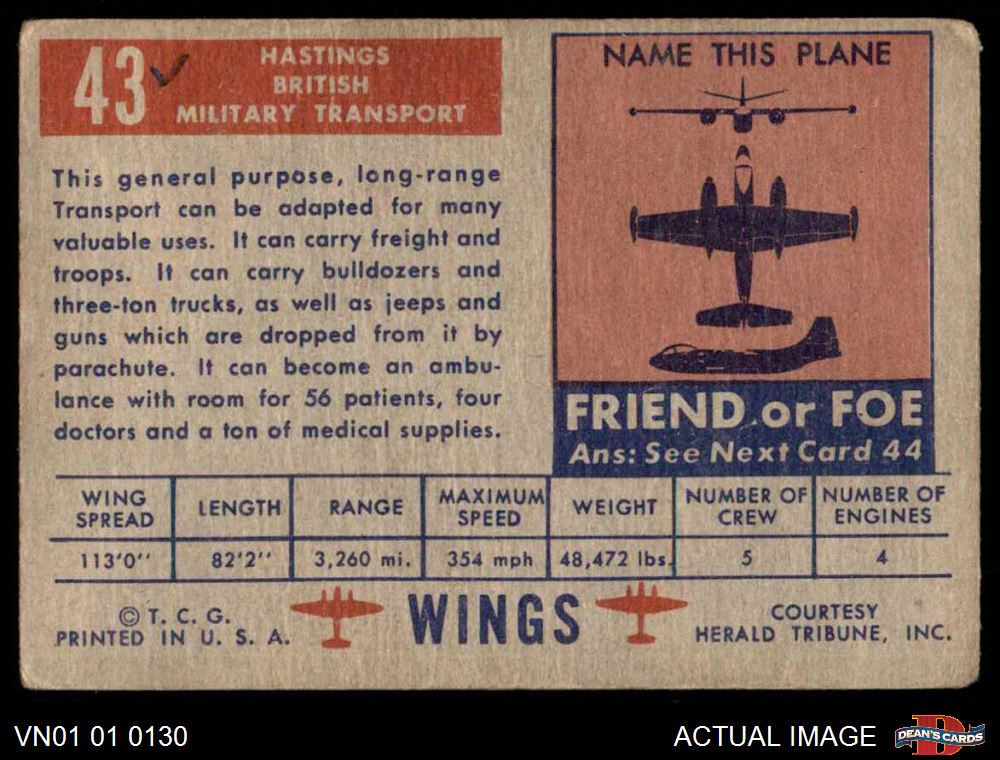 43
HASTINGS
BRITISH
MILITARY TRANSPORT
This general purpose, long-range
Transport can be adapted for many
valuable uses. It can carry freight and
troops. It can carry bulldozers and
three-ton trucks, as well as jeeps and
guns which are dropped from it by
parachute. It can become an ambu-
lance with room for 56 patients, four
doctors and a ton of medical supplies.
NAME THIS PLANE
FRIEND or FOE
Ans: See Next Card 44
WING SPREAD LENGTH RANGE MAXIMUM SPEED WEIGHT NUMBER OF CREW NUMBER OF ENGINES
113'0'' 82'2'' 3,260 mi. 354 mph 48,472 lbs. 5 4
© T. C. G.
PRINTED IN U. S. A.
WINGS
COURTESY
HERALD TRIBUNE, INC.
VN01 01 0130
ACTUAL IMAGE
D
DEAN'S CARDS